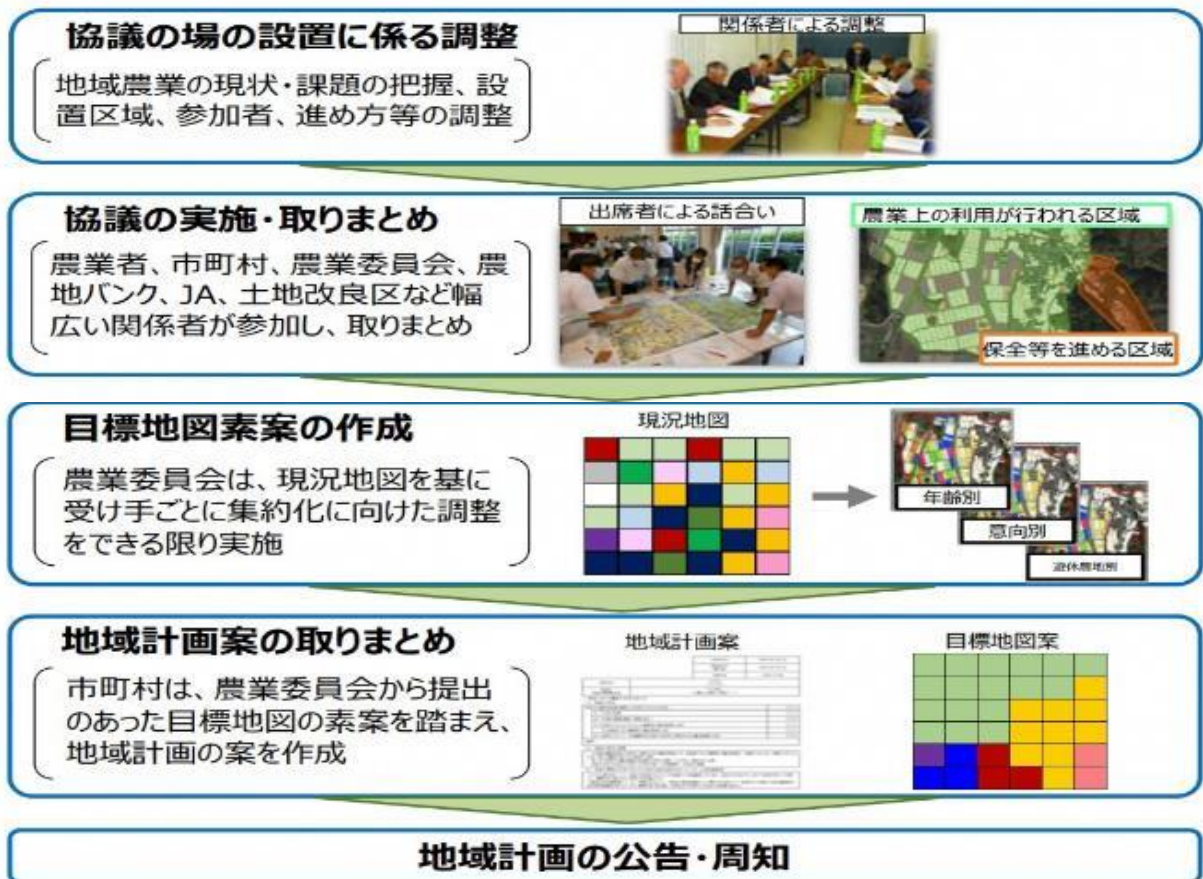 協議の場の設置に係る調整
地域農業の現状・課題の把握、設
置区域、参加者、進め方等の調整
関係者による調整
協議の実施・取りまとめ
農業者、市町村、農業委員会、農
地バンク、JA、土地改良区など幅
広い関係者が参加し、取りまとめ
出席者による話合い
農業上の利用が行われる区域
保全等を進める区域
目標地図素案の作成
農業委員会は、現況地図を基に
受け手ごとに集約化に向けた調整
をできる限り実施
現況地図
年齢別
意向別
遊休農地別
地域計画案の取りまとめ
市町村は、農業委員会から提出
のあった目標地図の素案を踏まえ、
地域計画の案を作成
地域計画案
目標地図案
地域計画の公告・周知